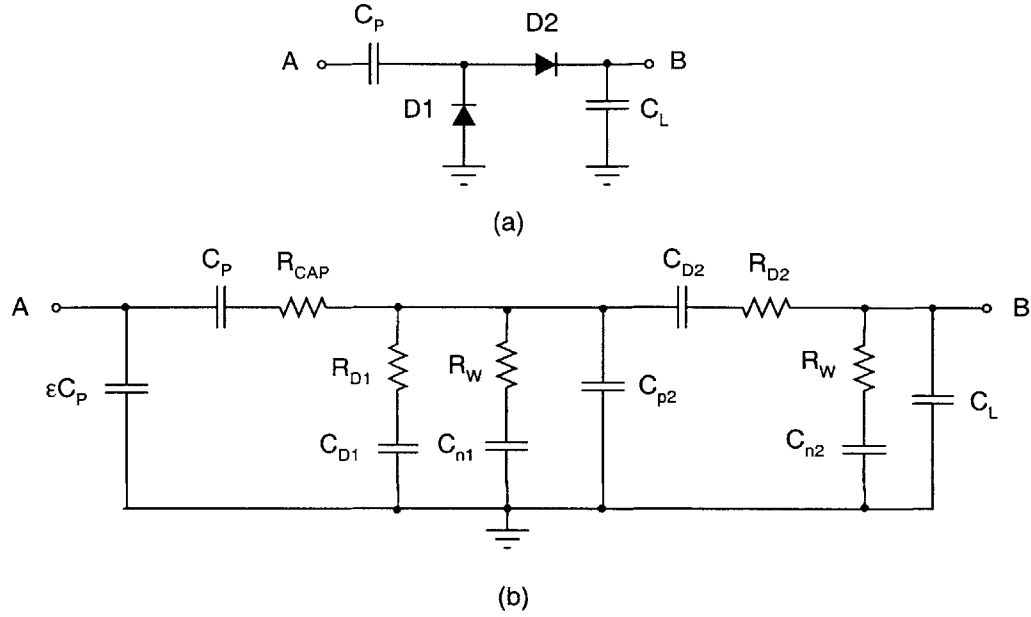 C_P
D2
A
B
D1
C_L
(a)
C_P
R_CAP
C_D2
R_D2
A
B
εC_P
R_D1
R_W
C_p2
R_W
C_L
C_D1
C_n1
C_n2
(b)